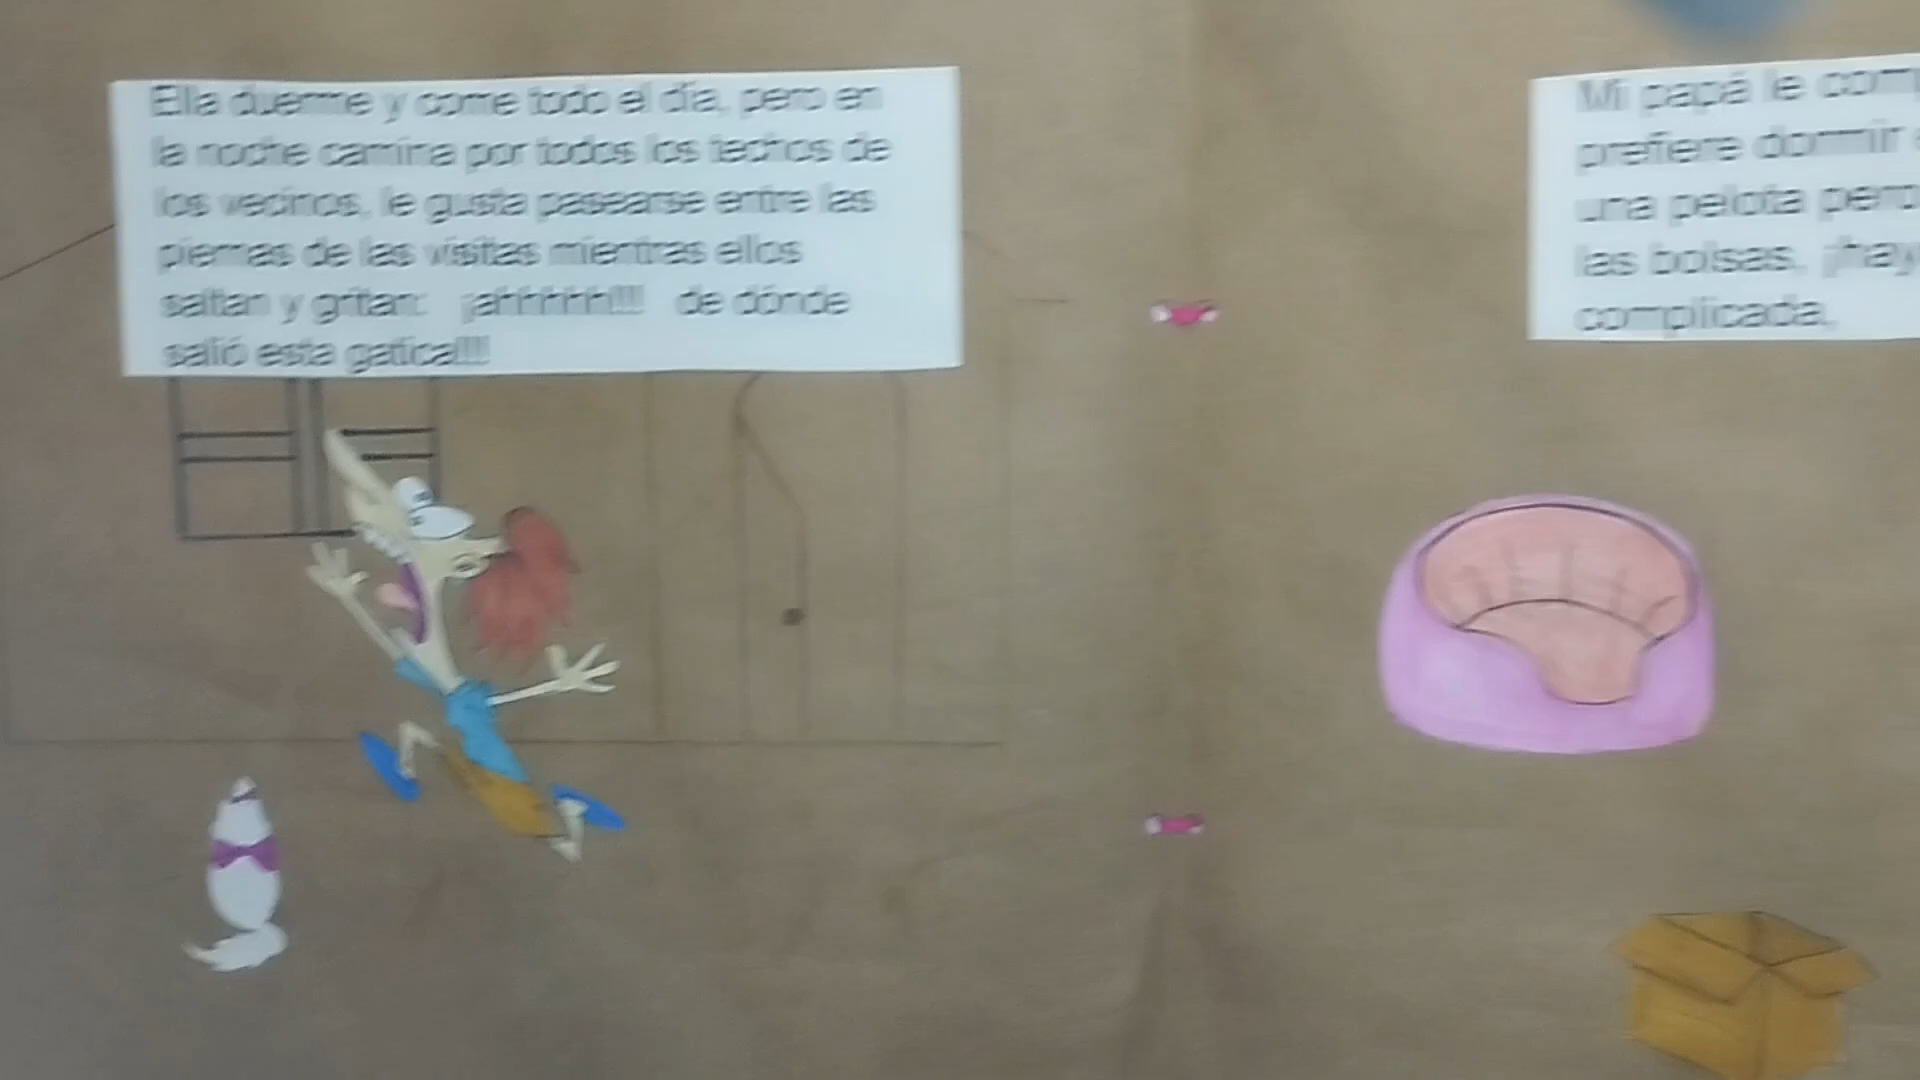 Ella duerme y come todo el día, pero en
la noche camina por todos los techos de
los vecinos, le gusta pasearse entre las
piernas de las visitas mientras ellos
saltan y gritan: ¡ahhhhh!!! de dónde
salió esta gatica!!!
Mi papá le com
prefiere dormir
una pelota pero
las bolsas, ¡hay
complicada,